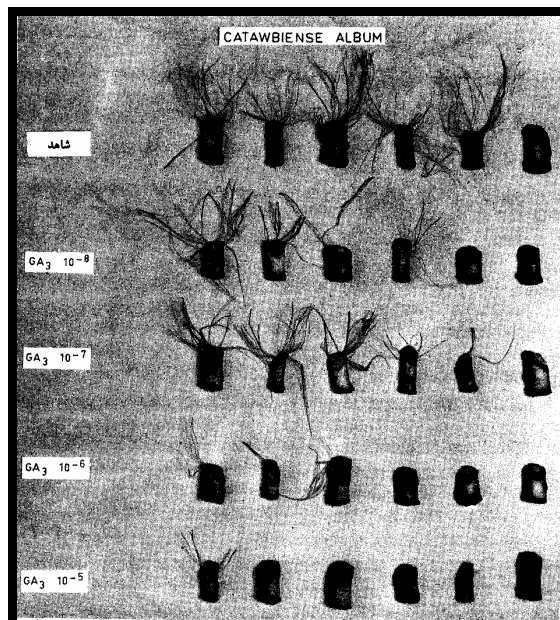 CATAWBIENSE ALBUM
شاهد
GA₃ 10⁻⁸
GA₃ 10⁻⁷
GA₃ 10⁻⁶
GA₃ 10⁻⁵